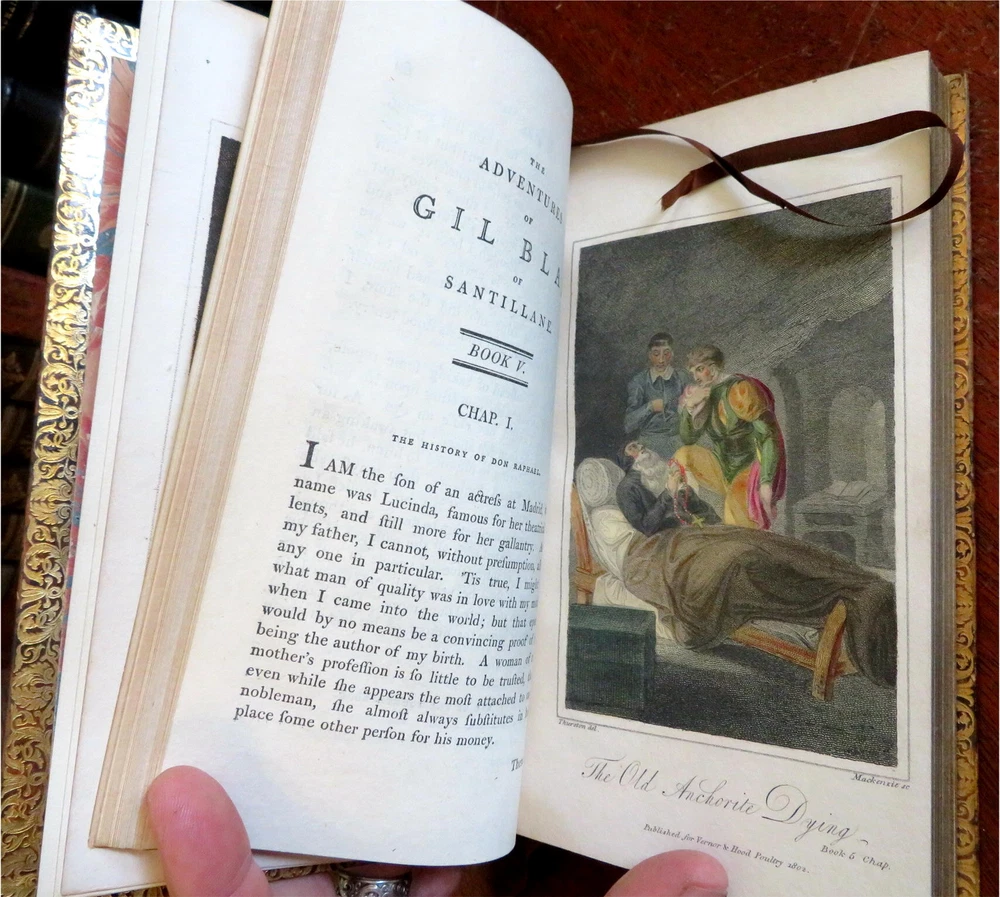 THE
ADVENTURES
OF
GIL BLA
OF
SANTILLANE
BOOK V.
CHAP. I.
THE HISTORY OF DON RAPHAEL.
I AM the ſon of an actreſs at Madrid,
name was Lucinda, famous for her theatrical
lents, and ſtill more for her gallantry.
my father, I cannot, without preſumption,
any one in particular. 'Tis true, I might
what man of quality was in love with my
when I came into the world; but that
would by no means be a convincing proof of
being the author of my birth. A woman of
mother's profeſſion is ſo little to be truſted,
even while ſhe appears the moſt attached to
nobleman, ſhe almoſt always ſubſtitutes in
place ſome other perſon for his money.
Thurston del.
Mackenzie sc
The Old Anchorite Dying
Book 5 Chap.
Published for Vernor & Hood Poultry 1802.